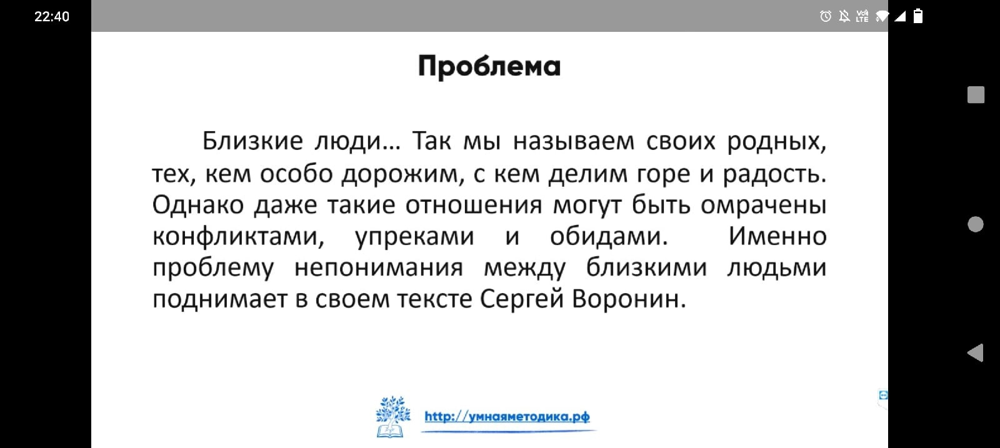 22:40
Vo))
LTE
Проблема
Близкие люди... Так мы называем своих родных,
тех, кем особо дорожим, с кем делим горе и радость.
Однако даже такие отношения могут быть омрачены
конфликтами, упреками и обидами. Именно
проблему непонимания между близкими людьми
поднимает в своем тексте Сергей Воронин.
http://умнаяметодика.рф